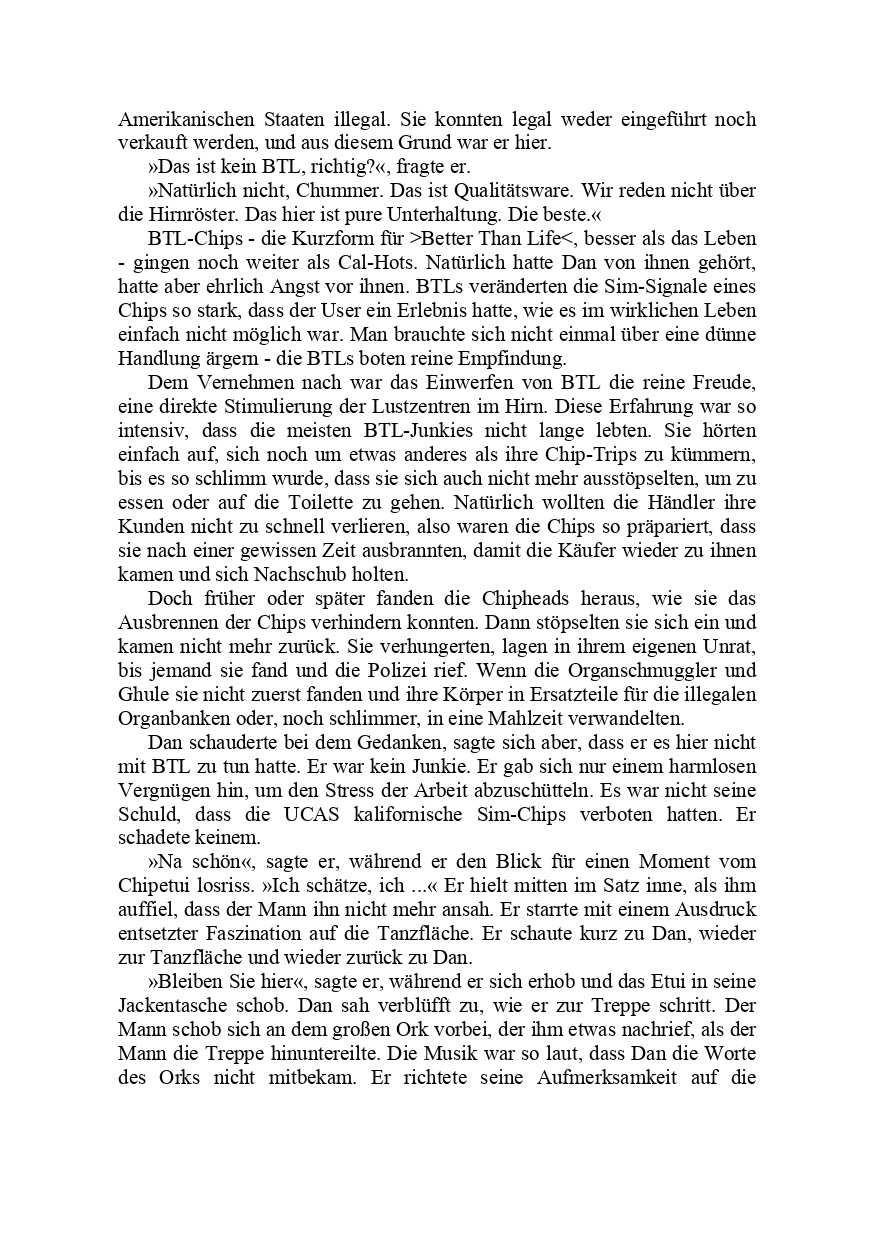 Amerikanischen Staaten illegal. Sie konnten legal weder eingeführt noch
verkauft werden, und aus diesem Grund war er hier.
»Das ist kein BTL, richtig?«, fragte er.
»Natürlich nicht, Chummer. Das ist Qualitätsware. Wir reden nicht über
die Hirnröster. Das hier ist pure Unterhaltung. Die beste.«
BTL-Chips - die Kurzform für >Better Than Life<, besser als das Leben
- gingen noch weiter als Cal-Hots. Natürlich hatte Dan von ihnen gehört,
hatte aber ehrlich Angst vor ihnen. BTLs veränderten die Sim-Signale eines
Chips so stark, dass der User ein Erlebnis hatte, wie es im wirklichen Leben
einfach nicht möglich war. Man brauchte sich nicht einmal über eine dünne
Handlung ärgern - die BTLs boten reine Empfindung.
Dem Vernehmen nach war das Einwerfen von BTL die reine Freude,
eine direkte Stimulierung der Lustzentren im Hirn. Diese Erfahrung war so
intensiv, dass die meisten BTL-Junkies nicht lange lebten. Sie hörten
einfach auf, sich noch um etwas anderes als ihre Chip-Trips zu kümmern,
bis es so schlimm wurde, dass sie sich auch nicht mehr ausstöpselten, um zu
essen oder auf die Toilette zu gehen. Natürlich wollten die Händler ihre
Kunden nicht zu schnell verlieren, also waren die Chips so präpariert, dass
sie nach einer gewissen Zeit ausbrannten, damit die Käufer wieder zu ihnen
kamen und sich Nachschub holten.
Doch früher oder später fanden die Chipheads heraus, wie sie das
Ausbrennen der Chips verhindern konnten. Dann stöpselten sie sich ein und
kamen nicht mehr zurück. Sie verhungerten, lagen in ihrem eigenen Unrat,
bis jemand sie fand und die Polizei rief. Wenn die Organschmuggler und
Ghule sie nicht zuerst fanden und ihre Körper in Ersatzteile für die illegalen
Organbanken oder, noch schlimmer, in eine Mahlzeit verwandelten.
Dan schauderte bei dem Gedanken, sagte sich aber, dass er es hier nicht
mit BTL zu tun hatte. Er war kein Junkie. Er gab sich nur einem harmlosen
Vergnügen hin, um den Stress der Arbeit abzuschütteln. Es war nicht seine
Schuld, dass die UCAS kalifornische Sim-Chips verboten hatten. Er
schadete keinem.
»Na schön«, sagte er, während er den Blick für einen Moment vom
Chipetui losriss. »Ich schätze, ich ...« Er hielt mitten im Satz inne, als ihm
auffiel, dass der Mann ihn nicht mehr ansah. Er starrte mit einem Ausdruck
entsetzter Faszination auf die Tanzfläche. Er schaute kurz zu Dan, wieder
zur Tanzfläche und wieder zurück zu Dan.
»Bleiben Sie hier«, sagte er, während er sich erhob und das Etui in seine
Jackentasche schob. Dan sah verblüfft zu, wie er zur Treppe schritt. Der
Mann schob sich an dem großen Ork vorbei, der ihm etwas nachrief, als der
Mann die Treppe hinuntereilte. Die Musik war so laut, dass Dan die Worte
des Orks nicht mitbekam. Er richtete seine Aufmerksamkeit auf die